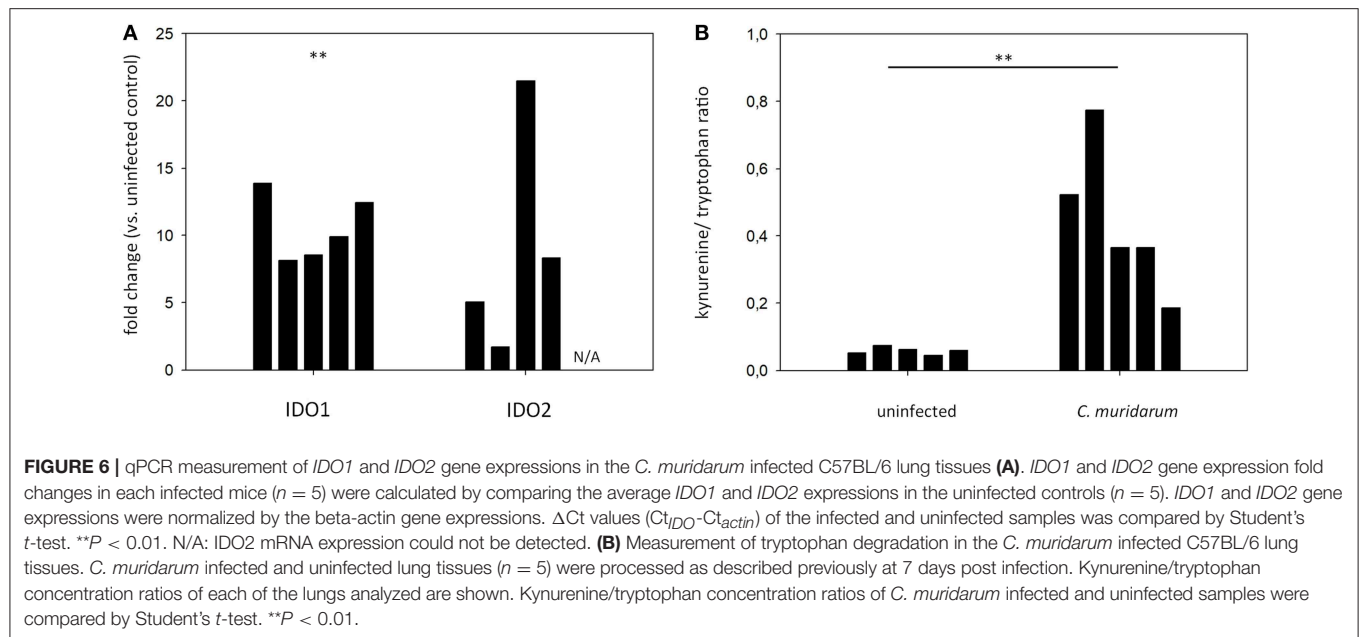 A
B
fold change (vs. uninfected control)
25
20
15
10
5
0
**
N/A
IDO1
IDO2
kynurenine/ tryptophan ratio
1,0
0,8
0,6
0,4
0,2
0,0
**
uninfected
C. muridarum
FIGURE 6 | qPCR measurement of IDO1 and IDO2 gene expressions in the C. muridarum infected C57BL/6 lung tissues (A). IDO1 and IDO2 gene expression fold
changes in each infected mice (n = 5) were calculated by comparing the average IDO1 and IDO2 expressions in the uninfected controls (n = 5). IDO1 and IDO2 gene
expressions were normalized by the beta-actin gene expressions. ΔCt values (CtIDO-Ctactin) of the infected and uninfected samples was compared by Student's
t-test. **P < 0.01. N/A: IDO2 mRNA expression could not be detected. (B) Measurement of tryptophan degradation in the C. muridarum infected C57BL/6 lung
tissues. C. muridarum infected and uninfected lung tissues (n = 5) were processed as described previously at 7 days post infection. Kynurenine/tryptophan
concentration ratios of each of the lungs analyzed are shown. Kynurenine/tryptophan concentration ratios of C. muridarum infected and uninfected samples were
compared by Student's t-test. **P < 0.01.